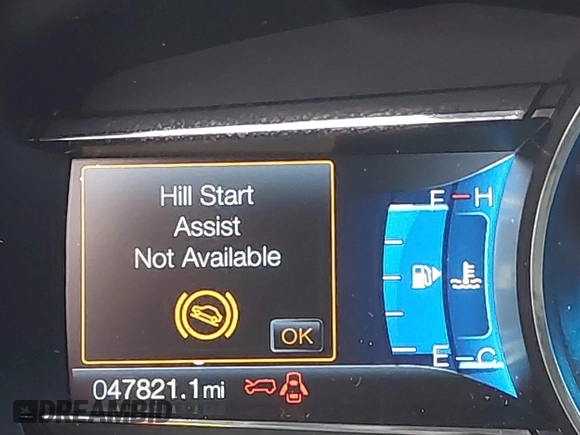 Hill Start
Assist
Not Available
OK
F H
E C
047821.1mi
DREAMBID